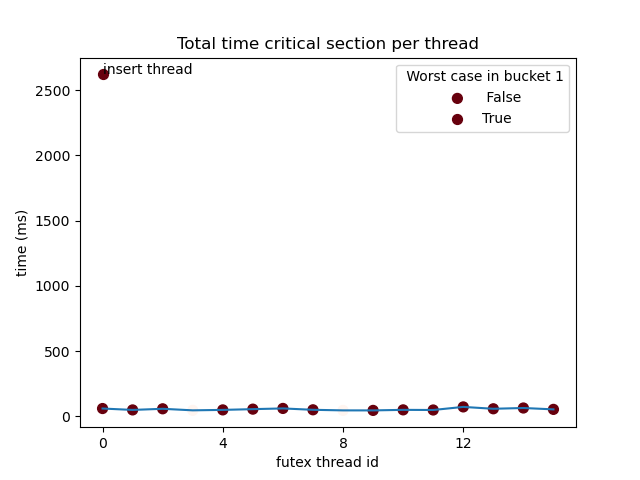 Total time critical section per thread
insert thread
Worst case in bucket 1
False
True
2500
2000
1500
1000
500
0
time (ms)
0 4 8 12
futex thread id